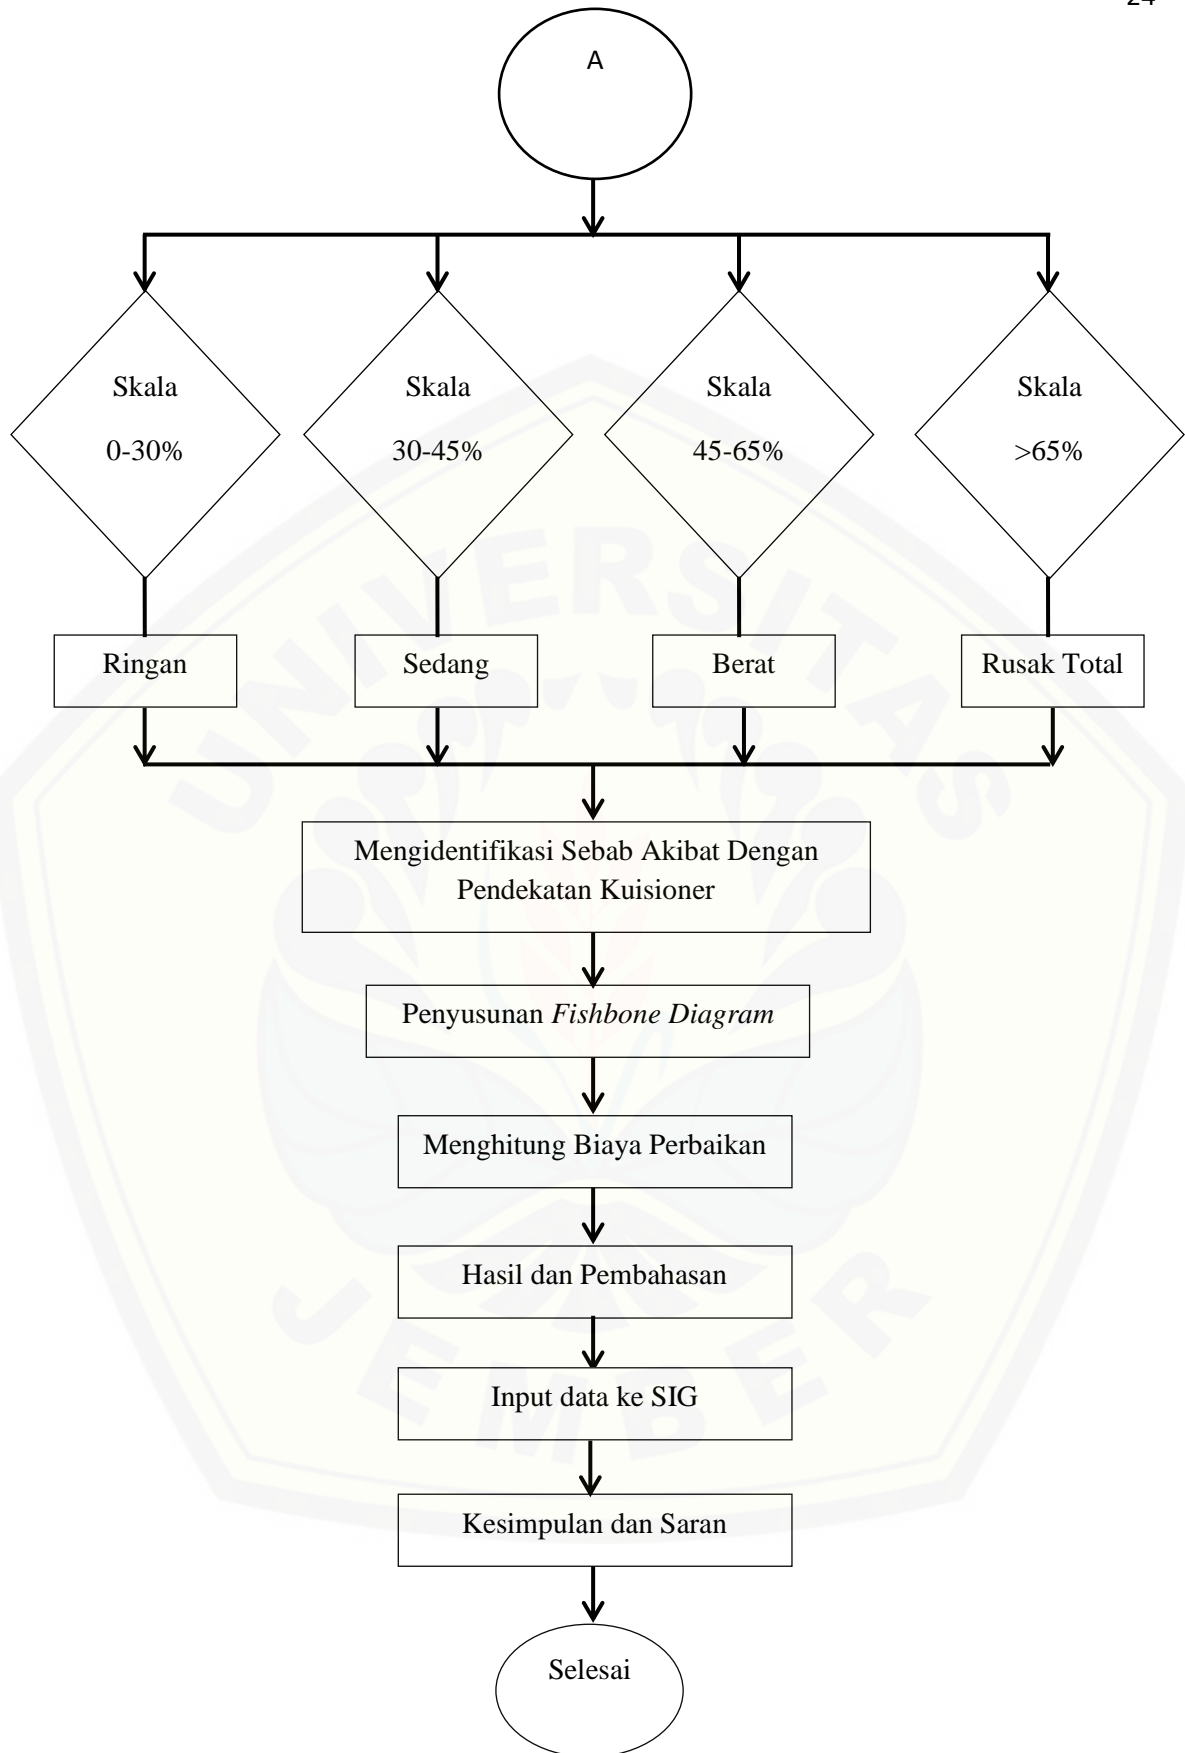 A
Skala
0-30%
Skala
30-45%
Skala
45-65%
Skala
>65%
Ringan
Sedang
Berat
Rusak Total
Mengidentifikasi Sebab Akibat Dengan
Pendekatan Kuisioner
Penyusunan Fishbone Diagram
Menghitung Biaya Perbaikan
Hasil dan Pembahasan
Input data ke SIG
Kesimpulan dan Saran
Selesai
UNIVERSITAS
JEMBER